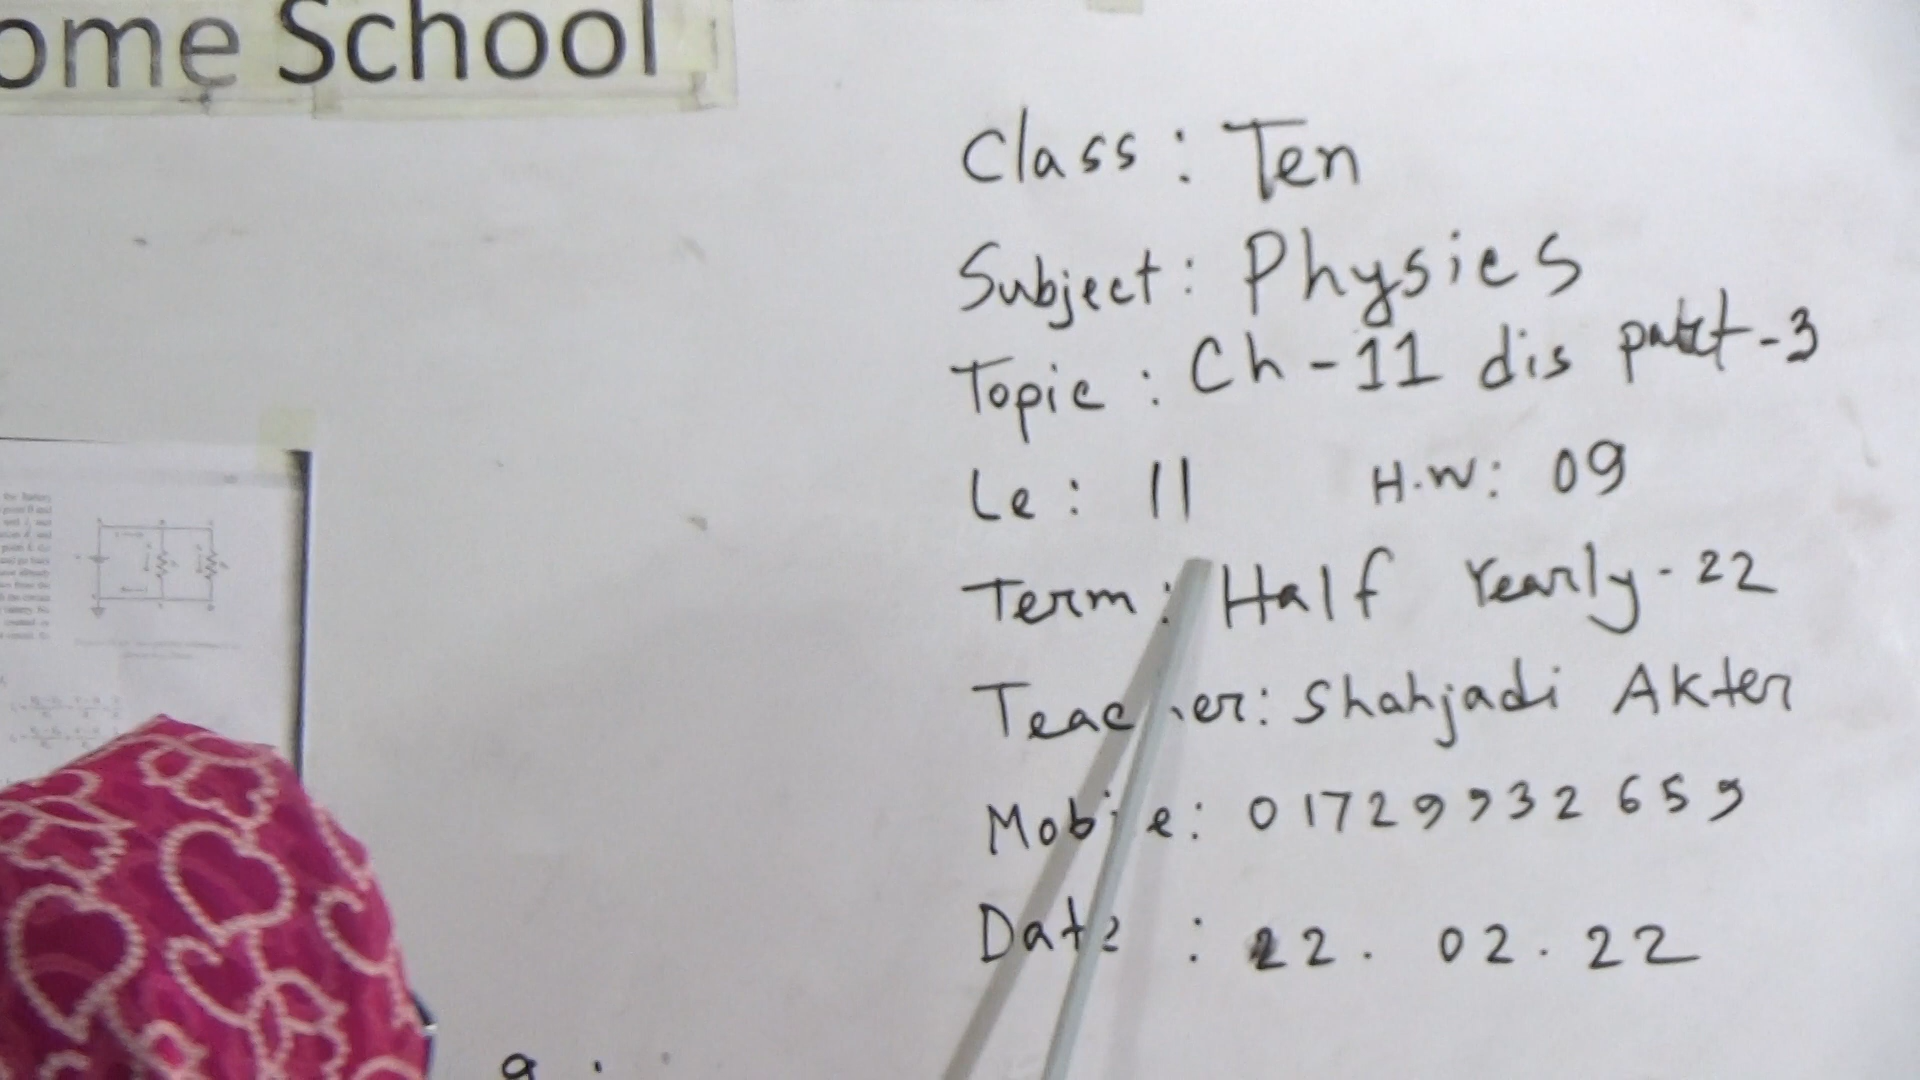 ome School
Class : Ten
Subject : Physics
Topic : Ch - 11 dis part - 3
Le : 11 H.W : 09
Term : Half Yearly - 22
Teacher : Shahjadi Akter
Mobile : 01729932659
Date : 22. 02. 22